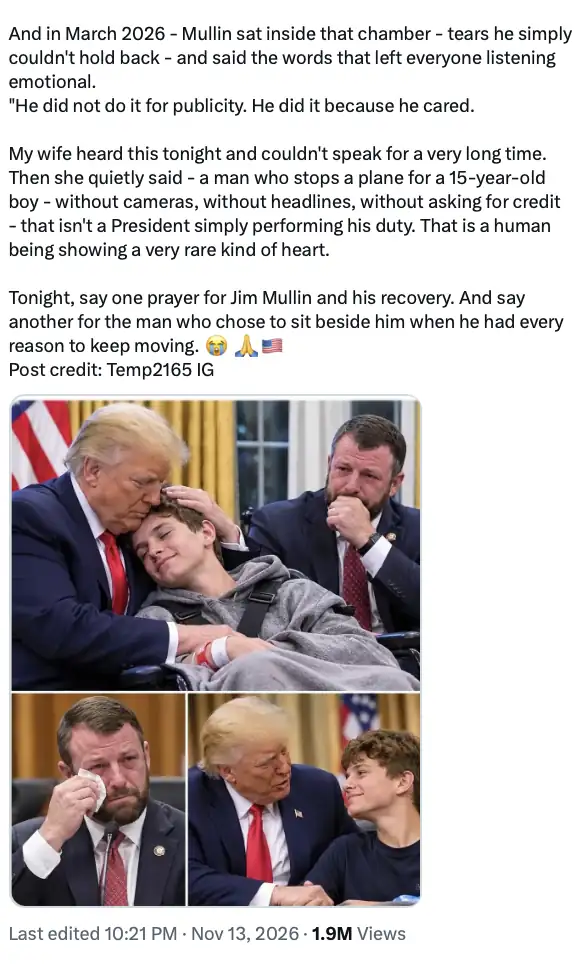 And in March 2026 - Mullin sat inside that chamber - tears he simply
couldn't hold back - and said the words that left everyone listening
emotional.
"He did not do it for publicity. He did it because he cared.
My wife heard this tonight and couldn't speak for a very long time.
Then she quietly said - a man who stops a plane for a 15-year-old
boy - without cameras, without headlines, without asking for credit
- that isn't a President simply performing his duty. That is a human
being showing a very rare kind of heart.
Tonight, say one prayer for Jim Mullin and his recovery. And say
another for the man who chose to sit beside him when he had every
reason to keep moving. 😭 🙏🇺🇸
Post credit: Temp2165 IG
Last edited 10:21 PM · Nov 13, 2026 · 1.9M Views